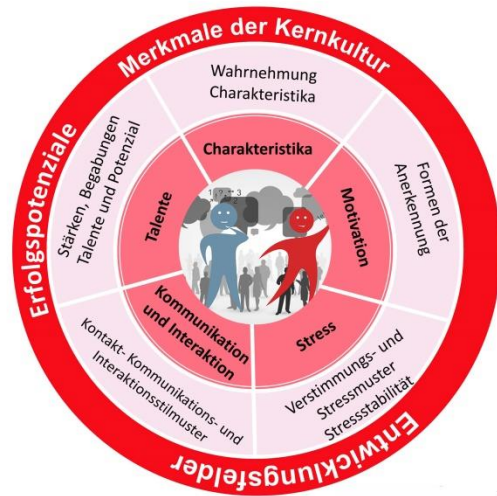 Merkmale der Kernkultur
Erfolgspotenziale
Entwicklungsfelder
Wahrnehmung
Charakteristika
Formen der
Anerkennung
Verstimmungs- und
Stressmuster
Stressstabilität
Kontakt- Kommunikations- und
Interaktionsstilmuster
Stärken, Begabungen
Talente und Potenzial
Charakteristika
Motivation
Stress
Kommunikation
und Interaktion
Talente